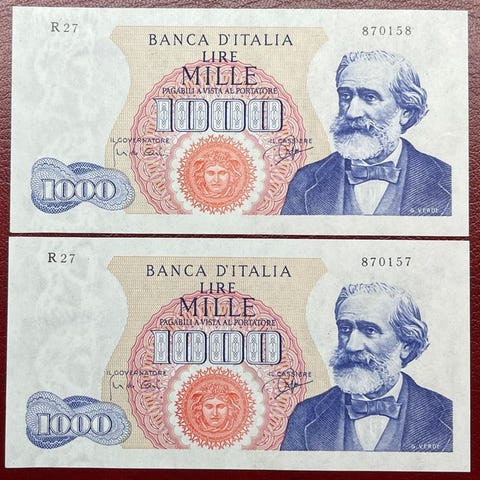 R 27 870158
BANCA D'ITALIA
LIRE
MILLE
PAGABILI A VISTA AL PORTATORE
1000
IL GOVERNATORE IL CASSIERE
1000
G. VERDI
R 27 870157
BANCA D'ITALIA
LIRE
MILLE
PAGABILI A VISTA AL PORTATORE
1000
IL GOVERNATORE IL CASSIERE
1000
G. VERDI